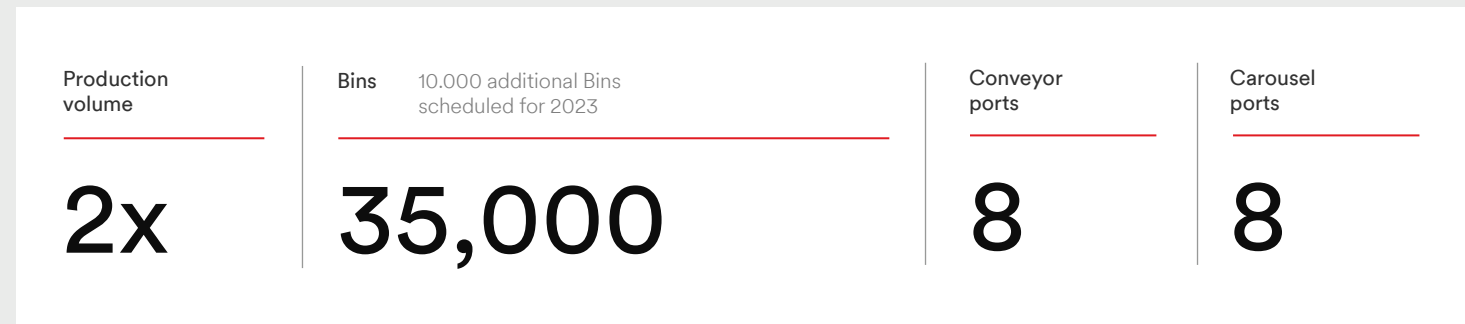 Production
volume
2x
Bins
10.000 additional Bins
scheduled for 2023
35,000
Conveyor
ports
8
Carousel
ports
8